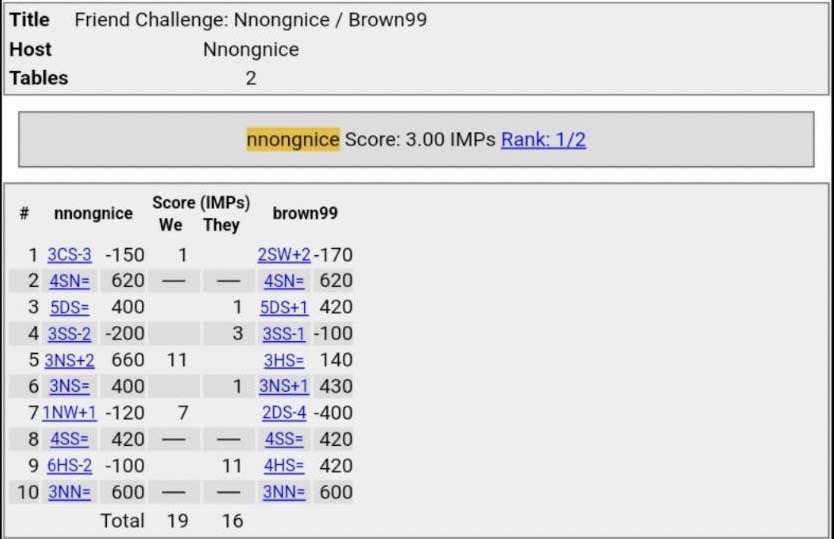 Title Friend Challenge: Nnongnice / Brown99
Host Nnongnice
Tables 2
nnongnice Score: 3.00 IMPs Rank: 1/2
# nnongnice Score (IMPs) We They brown99
1 3CS-3 -150 1 2SW+2 -170
2 4SN= 620 — — 4SN= 620
3 5DS= 400 1 5DS+1 420
4 3SS-2 -200 3 3SS-1 -100
5 3NS+2 660 11 3HS= 140
6 3NS= 400 1 3NS+1 430
7 1NW+1 -120 7 2DS-4 -400
8 4SS= 420 — — 4SS= 420
9 6HS-2 -100 11 4HS= 420
10 3NN= 600 — — 3NN= 600
Total 19 16